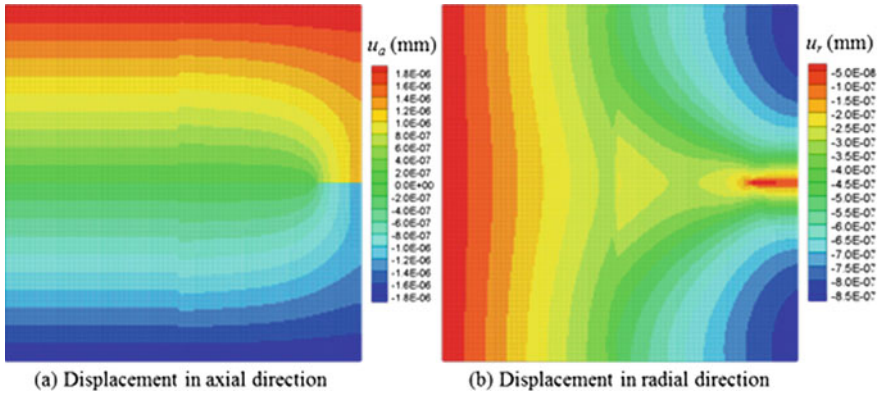 u_a (mm)
1.8E-06
1.6E-06
1.4E-06
1.2E-06
1.0E-06
8.0E-07
6.0E-07
4.0E-07
2.0E-07
0.0E+00
-2.0E-07
-4.0E-07
-6.0E-07
-8.0E-07
-1.0E-06
-1.2E-06
-1.4E-06
-1.6E-06
-1.8E-06
(a) Displacement in axial direction
u_r (mm)
-5.0E-08
-1.0E-07
-1.5E-07
-2.0E-07
-2.5E-07
-3.0E-07
-3.5E-07
-4.0E-07
-4.5E-07
-5.0E-07
-5.5E-07
-6.0E-07
-6.5E-07
-7.0E-07
-7.5E-07
-8.0E-07
-8.5E-07
(b) Displacement in radial direction